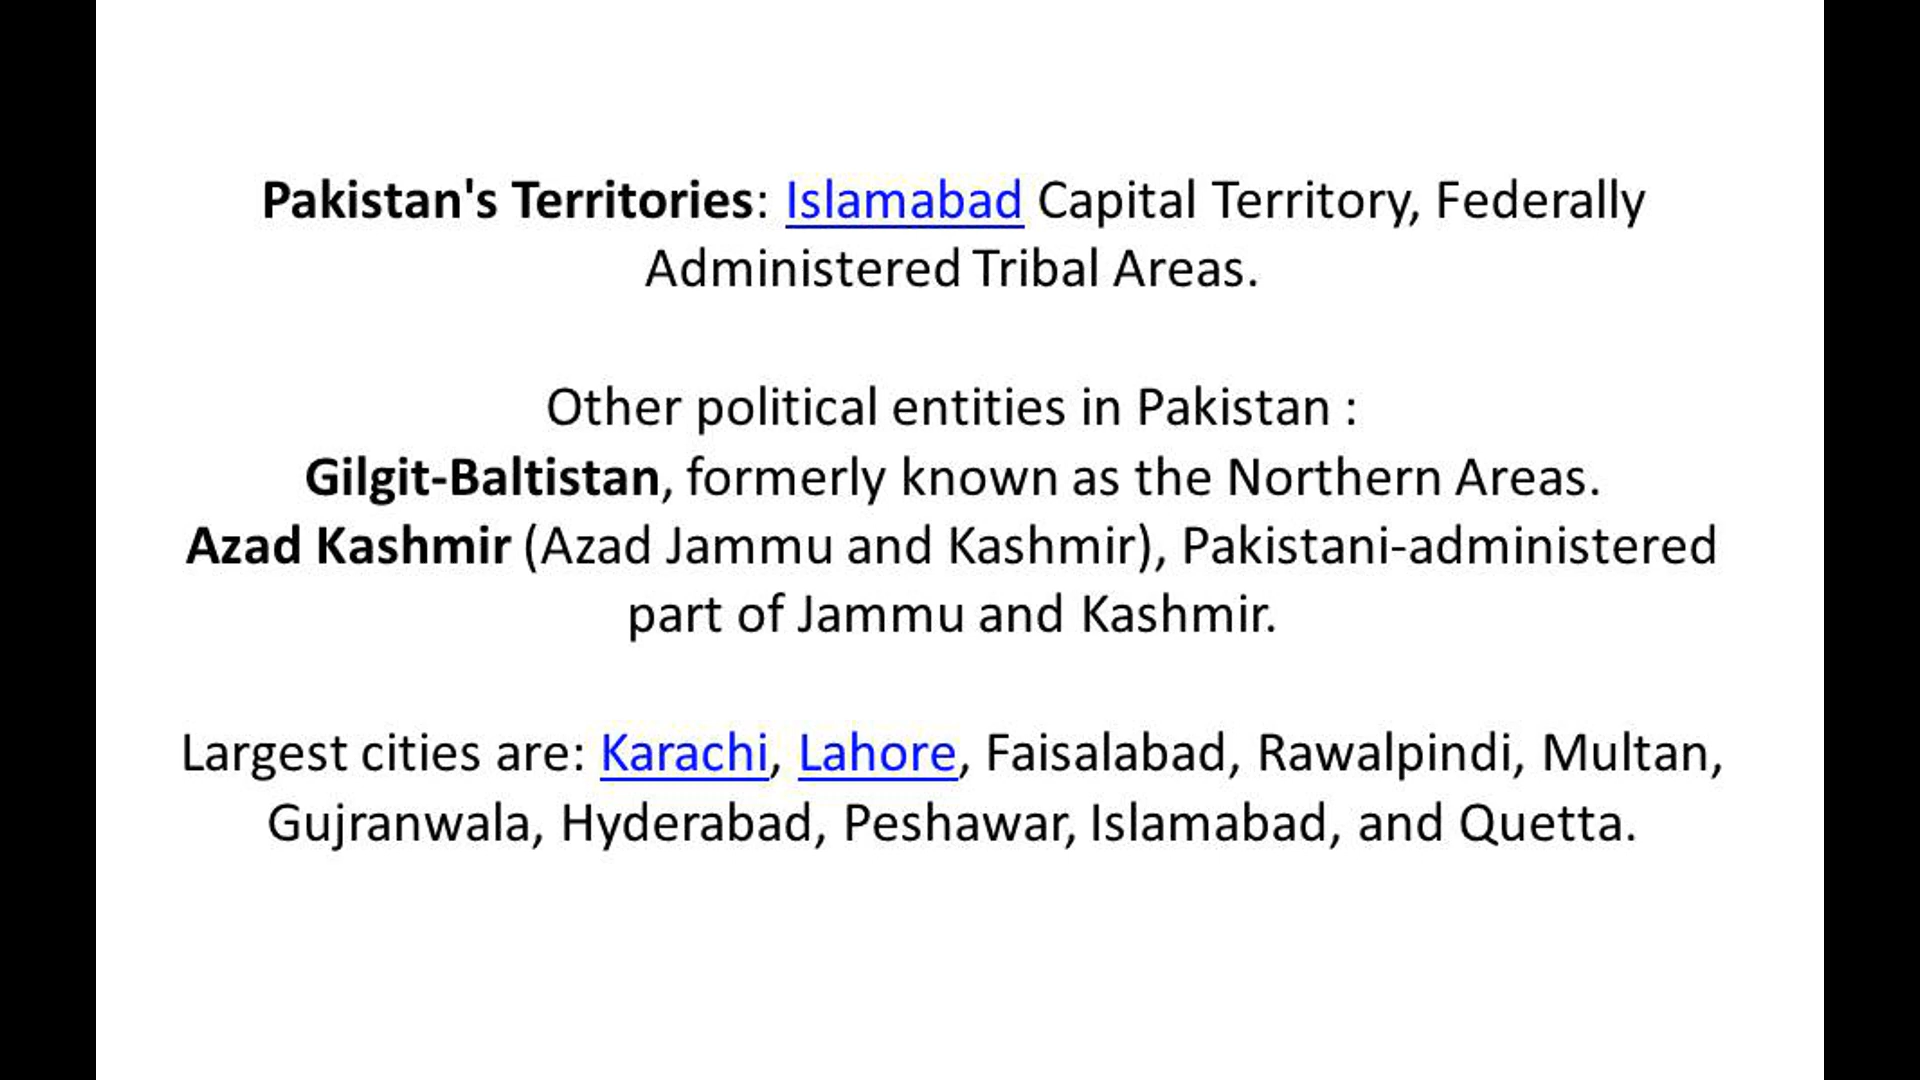 Pakistan's Territories: Islamabad Capital Territory, Federally
Administered Tribal Areas.
Other political entities in Pakistan :
Gilgit-Baltistan, formerly known as the Northern Areas.
Azad Kashmir (Azad Jammu and Kashmir), Pakistani-administered
part of Jammu and Kashmir.
Largest cities are: Karachi, Lahore, Faisalabad, Rawalpindi, Multan,
Gujranwala, Hyderabad, Peshawar, Islamabad, and Quetta.